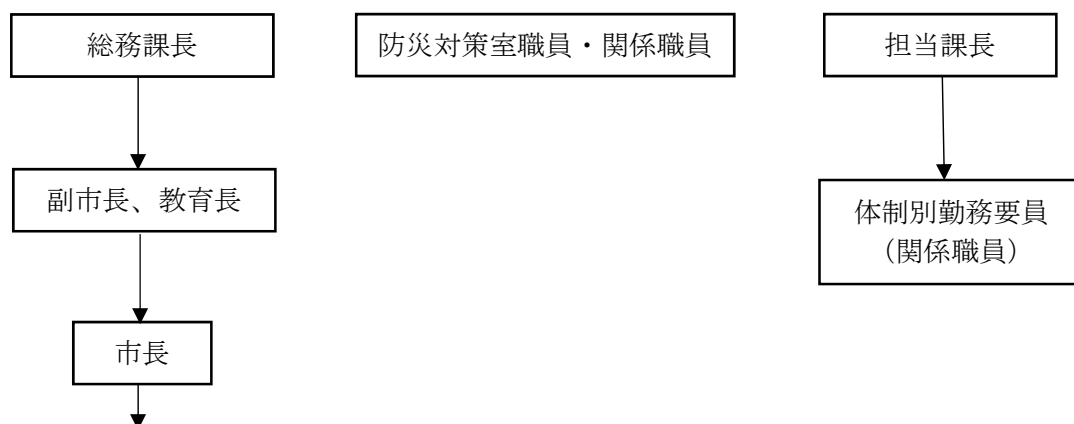 総務課長
防災対策室職員・関係職員
担当課長
副市長、教育長
体制別勤務要員
（関係職員）
市長